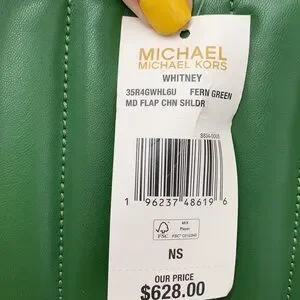 MICHAEL
MICHAEL KORS
WHITNEY
35R4GWHL6U FERN GREEN
MD FLAP CHN SHLDR
1 96237 48619 6
FSC
MIX
Paper
NS
OUR PRICE
$628.00